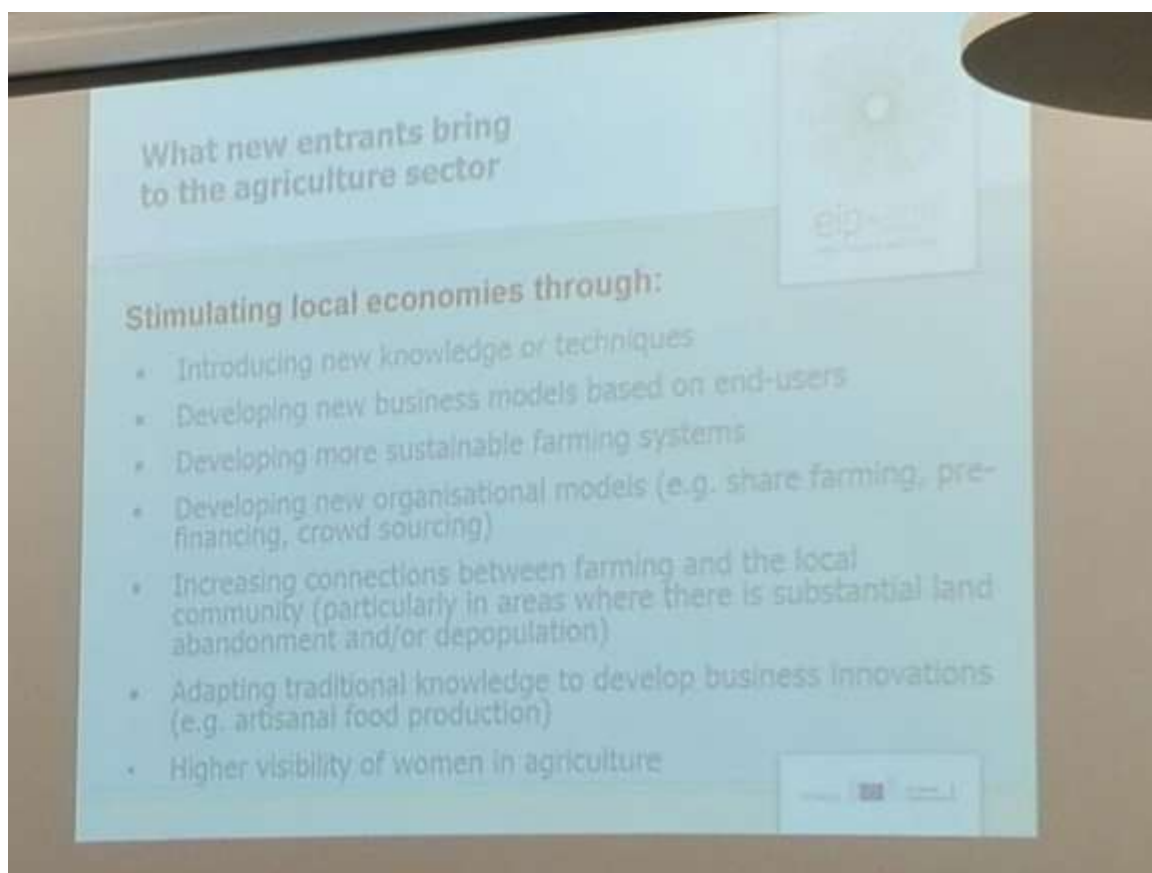 What new entrants bring
to the agriculture sector
eip-agri
Stimulating local economies through:
• Introducing new knowledge or techniques
• Developing new business models based on end-users
• Developing more sustainable farming systems
• Developing new organisational models (e.g. share farming, pre-
financing, crowd sourcing)
• Increasing connections between farming and the local
community (particularly in areas where there is substantial land
abandonment and/or depopulation)
• Adapting traditional knowledge to develop business innovations
(e.g. artisanal food production)
• Higher visibility of women in agriculture